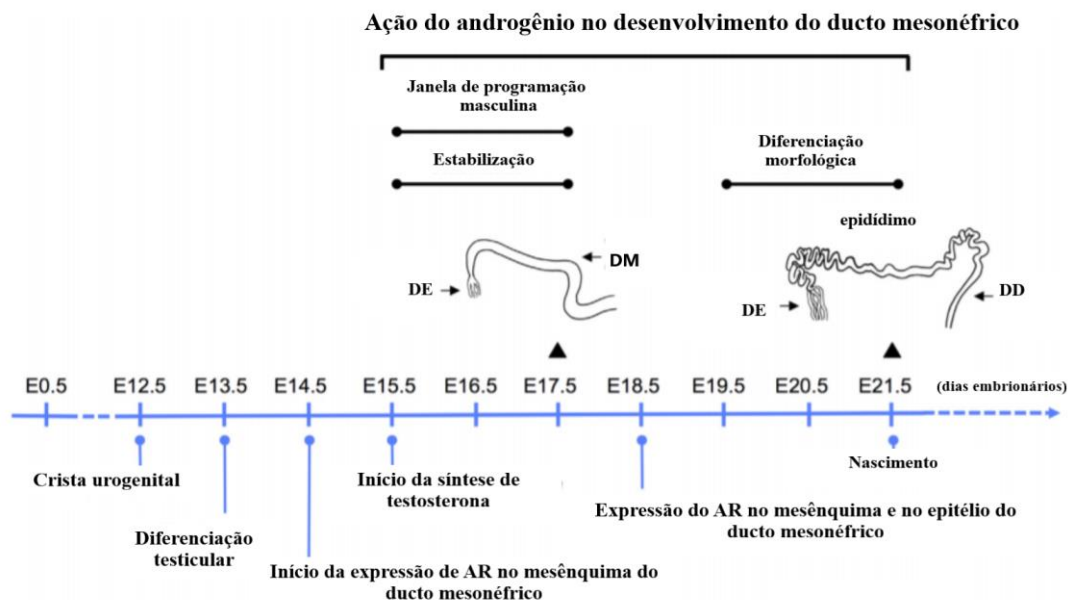 Ação do androgênio no desenvolvimento do ducto mesonéfrico
Janela de programação
masculina
Estabilização
Diferenciação
morfológica
epidídimo
DM
DE
DE
DD
E0.5 E12.5 E13.5 E14.5 E15.5 E16.5 E17.5 E18.5 E19.5 E20.5 E21.5 (dias embrionários)
Crista urogenital
Diferenciação
testicular
Início da expressão de AR no mesênquima do
ducto mesonéfrico
Início da síntese de
testosterona
Expressão do AR no mesênquima e no epitélio do
ducto mesonéfrico
Nascimento